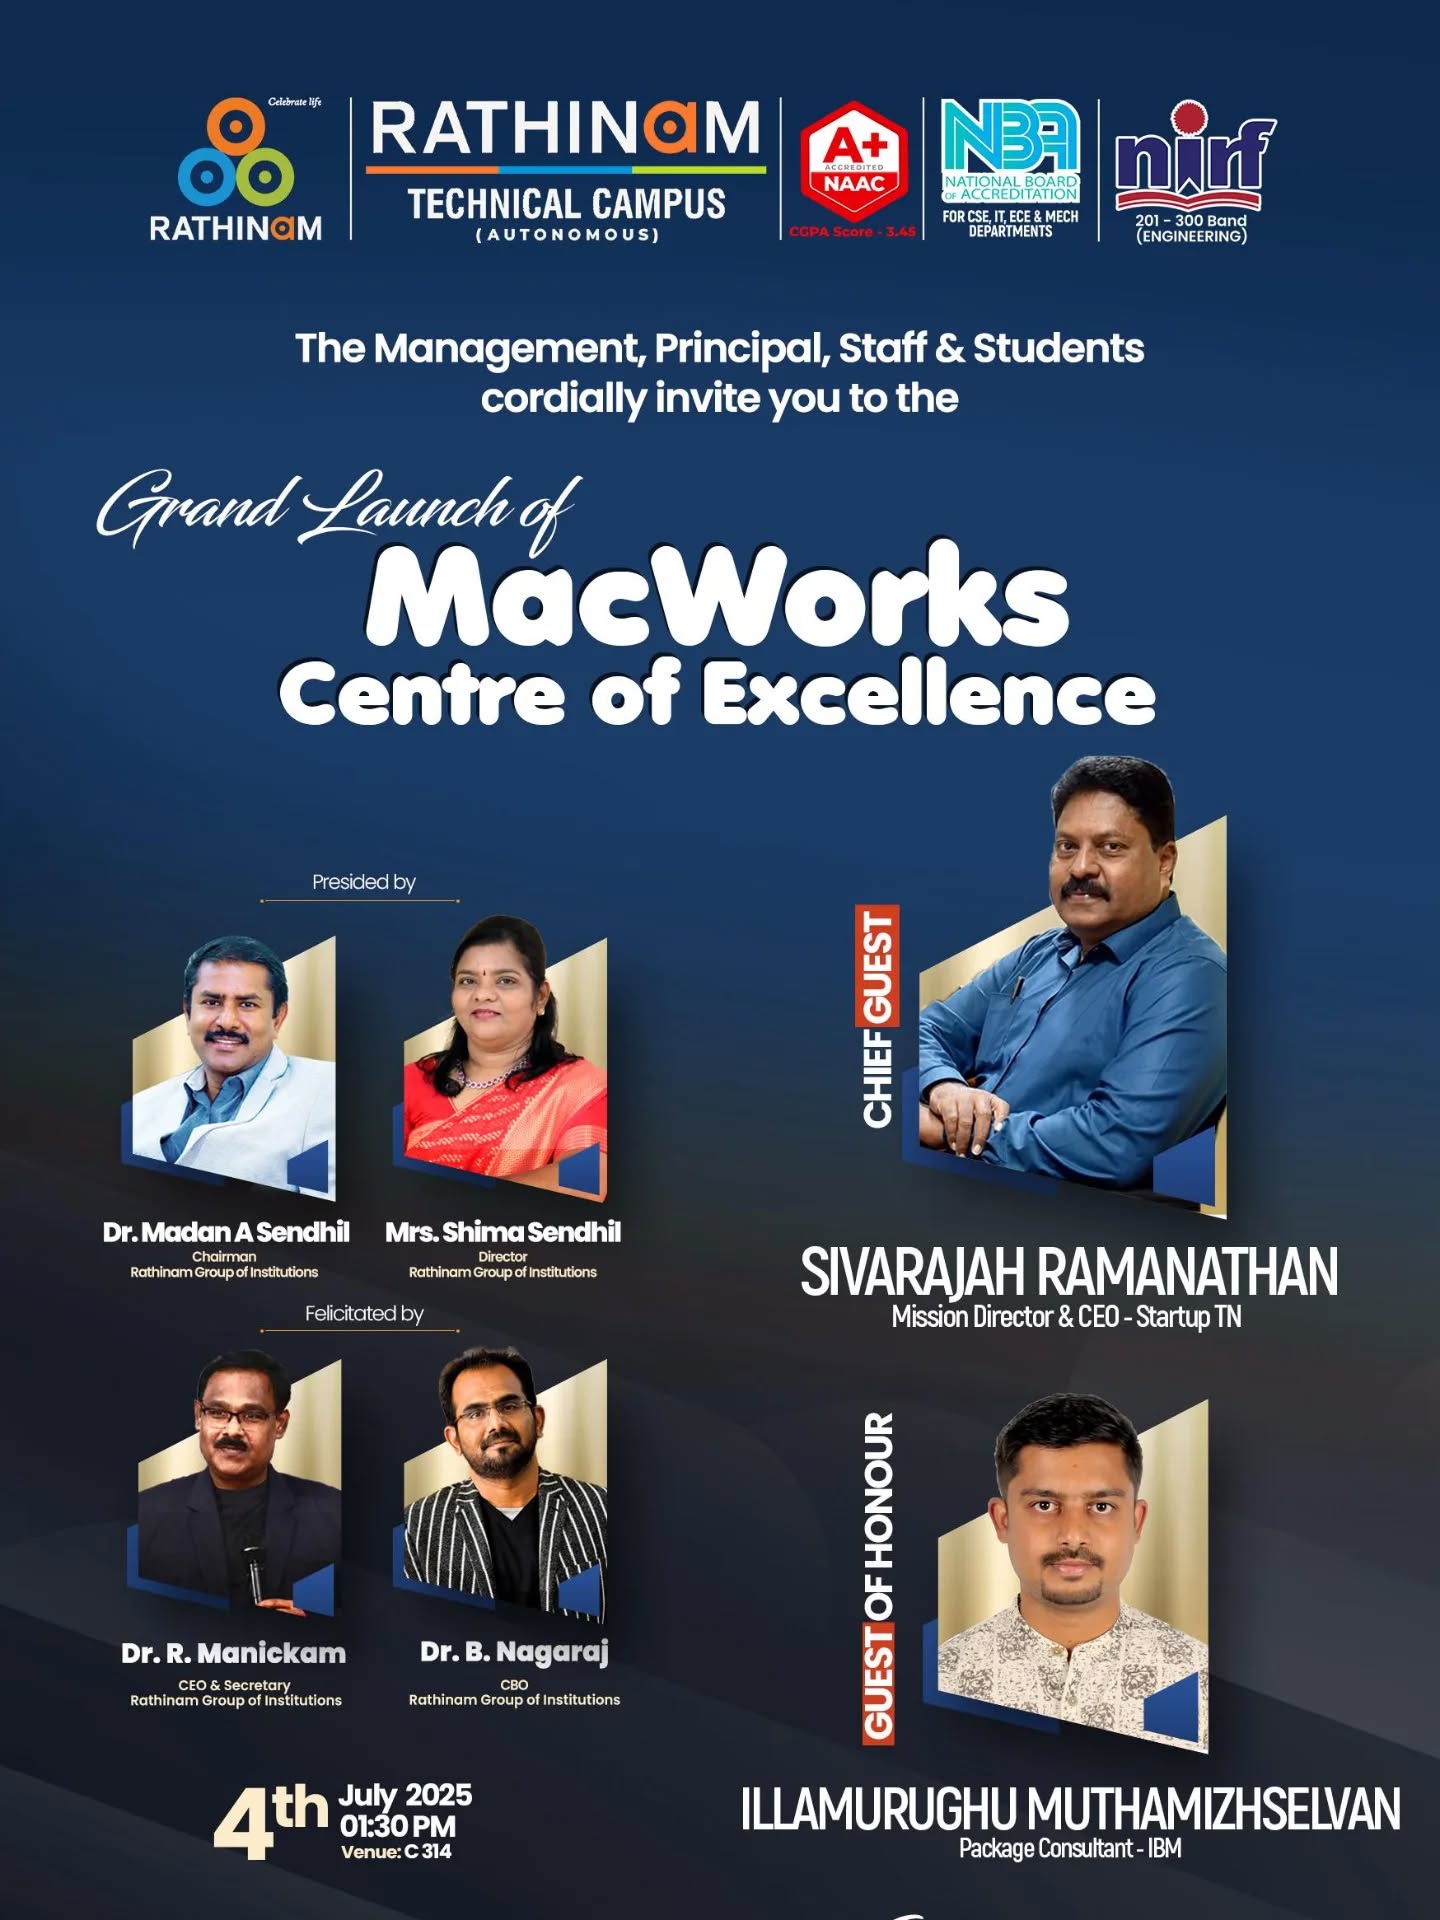 Celebrate life
RATHINAM
RATHINAM
TECHNICAL CAMPUS
(AUTONOMOUS)
A+
ACCREDITED
NAAC
CGPA Score - 3.45
NBA
NATIONAL BOARD
OF ACCREDITATION
FOR CSE, IT, ECE & MECH
DEPARTMENTS
nirf
201 - 300 Band
(ENGINEERING)
The Management, Principal, Staff & Students
cordially invite you to the
Grand Launch of
MacWorks
Centre of Excellence
Presided by
Dr. Madan A Sendhil
Chairman
Rathinam Group of Institutions
Mrs. Shima Sendhil
Director
Rathinam Group of Institutions
Felicitated by
Dr. R. Manickam
CEO & Secretary
Rathinam Group of Institutions
Dr. B. Nagaraj
CBO
Rathinam Group of Institutions
4th
July 2025
01:30 PM
Venue: C 314
CHIEF GUEST
SIVARAJAH RAMANATHAN
Mission Director & CEO - Startup TN
GUEST OF HONOUR
ILLAMURUGHU MUTHAMIZHSELVAN
Package Consultant - IBM